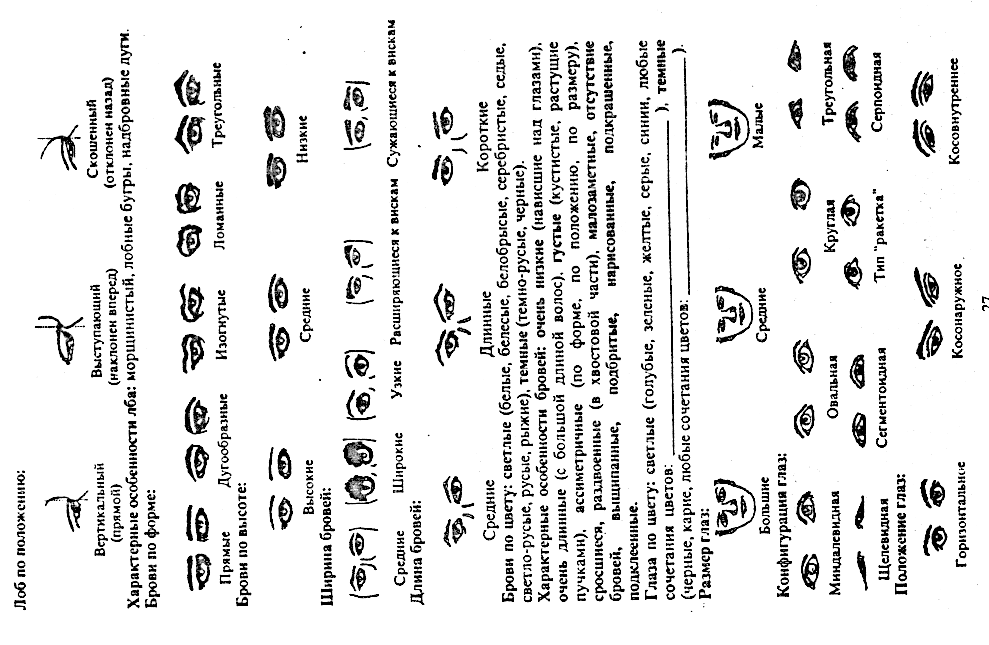 Лоб по положению:
Вертикальный Выступающий Скошенный
(прямой) (наклонен вперед) (отклонен назад)
Характерные особенности лба: морщинистый, лобные бугры, надбровные дуги.
Брови по форме:
Прямые Дугообразные Изогнутые Ломанные Треугольные
Брови по высоте:
Высокие Средние Низкие
Ширина бровей:
Средние Широкие Узкие Расширяющиеся к вискам Сужающиеся к вискам
Длина бровей:
Средние Длинные Короткие
Брови по цвету: светлые (белые, белесые, белобрысые, серебристые, седые,
светло-русые, русые, рыжие), темные (темно-русые, черные).
Характерные особенности бровей: очень низкие (нависшие над глазами),
очень длинные (с большой длиной волос), густые (кустистые, растущие
пучками), ассиметричные (по форме, по положению, по размеру),
сросшиеся, раздвоенные (в хвостовой части), малозаметные, отсутствие
бровей, выщипанные, подбритые, нарисованные, подкрашенные,
подклеенные.
Глаза по цвету: светлые (голубые, зеленые, желтые, серые, синии, любые
сочетания цветов: ), темные
(черные, карие, любые сочетания цветов: ).
Размер глаз:
Большие Средние Малые
Конфигурация глаз:
Миндалевидная Овальная Круглая Треугольная
Щелевидная Сегментоидная Тип "ракетка" Серпоидная
Положение глаз:
Горизонтальное Косонаружное Косовнутреннее
27